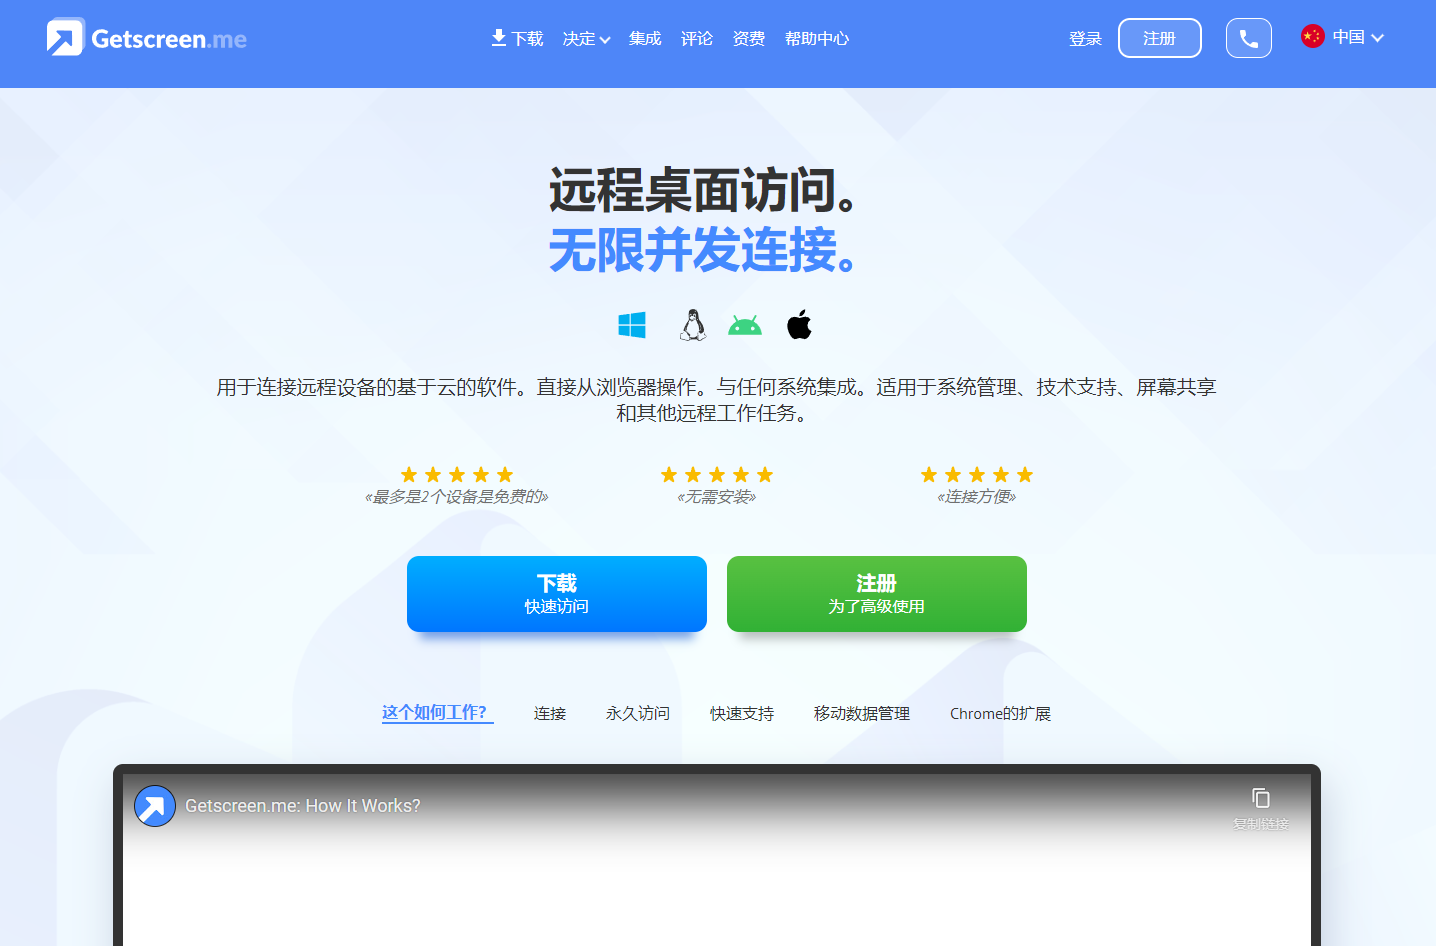 Getscreen.me
下载
决定
集成
评论
资费
帮助中心
登录
注册
中国
远程桌面访问。
无限并发连接。
用于连接远程设备的基于云的软件。直接从浏览器操作。与任何系统集成。适用于系统管理、技术支持、屏幕共享
和其他远程工作任务。
«最多是2个设备是免费的»
«无需安装»
«连接方便»
下载
快速访问
注册
为了高级使用
这个如何工作?
连接
永久访问
快速支持
移动数据管理
Chrome的扩展
Getscreen.me: How It Works?
复制链接